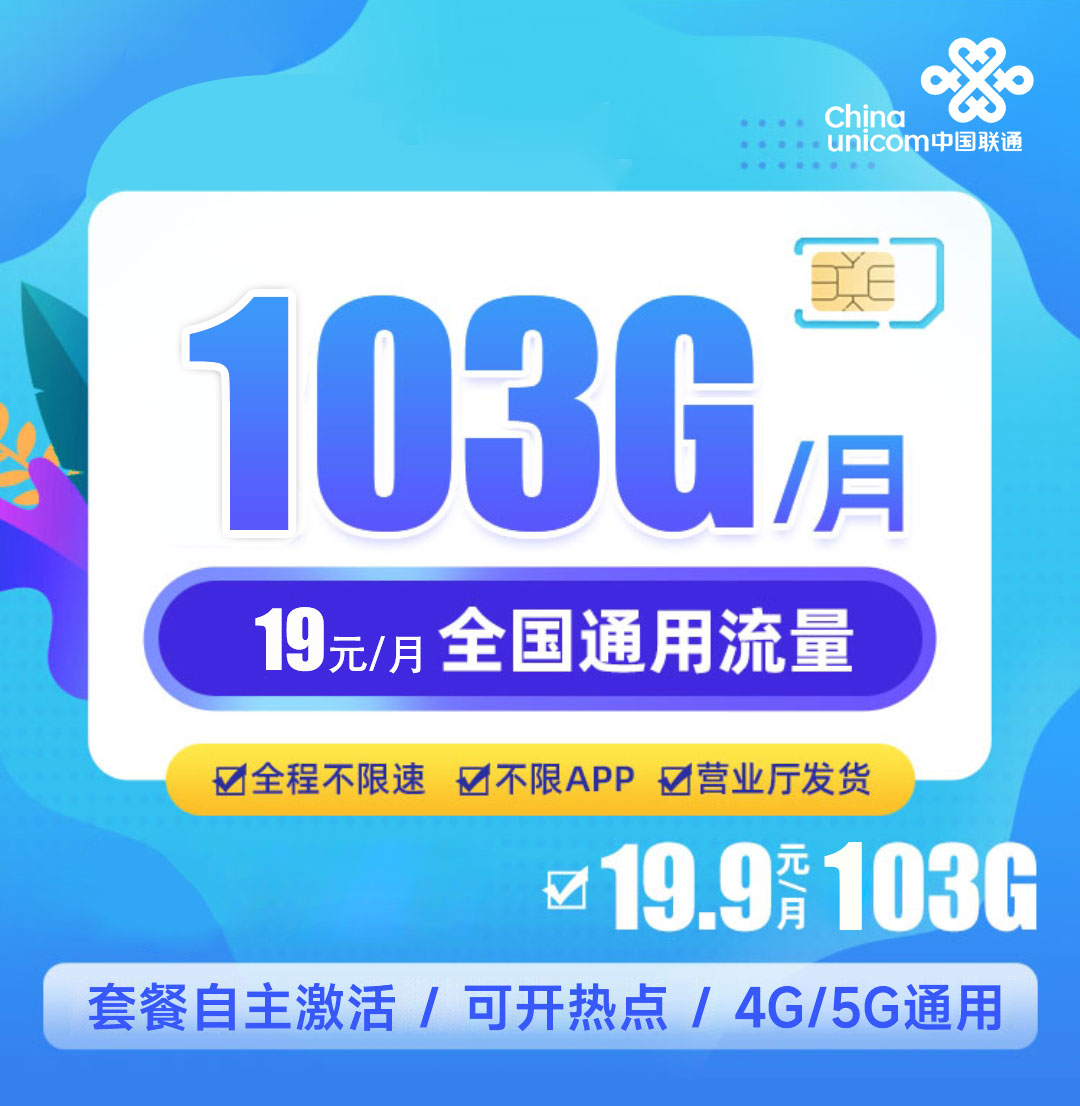 China
unicom中国联通
103G/月
19元/月 全国通用流量
全程不限速 不限APP 营业厅发货
19.9元/月 103G
套餐自主激活 / 可开热点 / 4G/5G通用